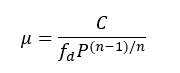 μ = C / f_d P^{(n−1)/n}